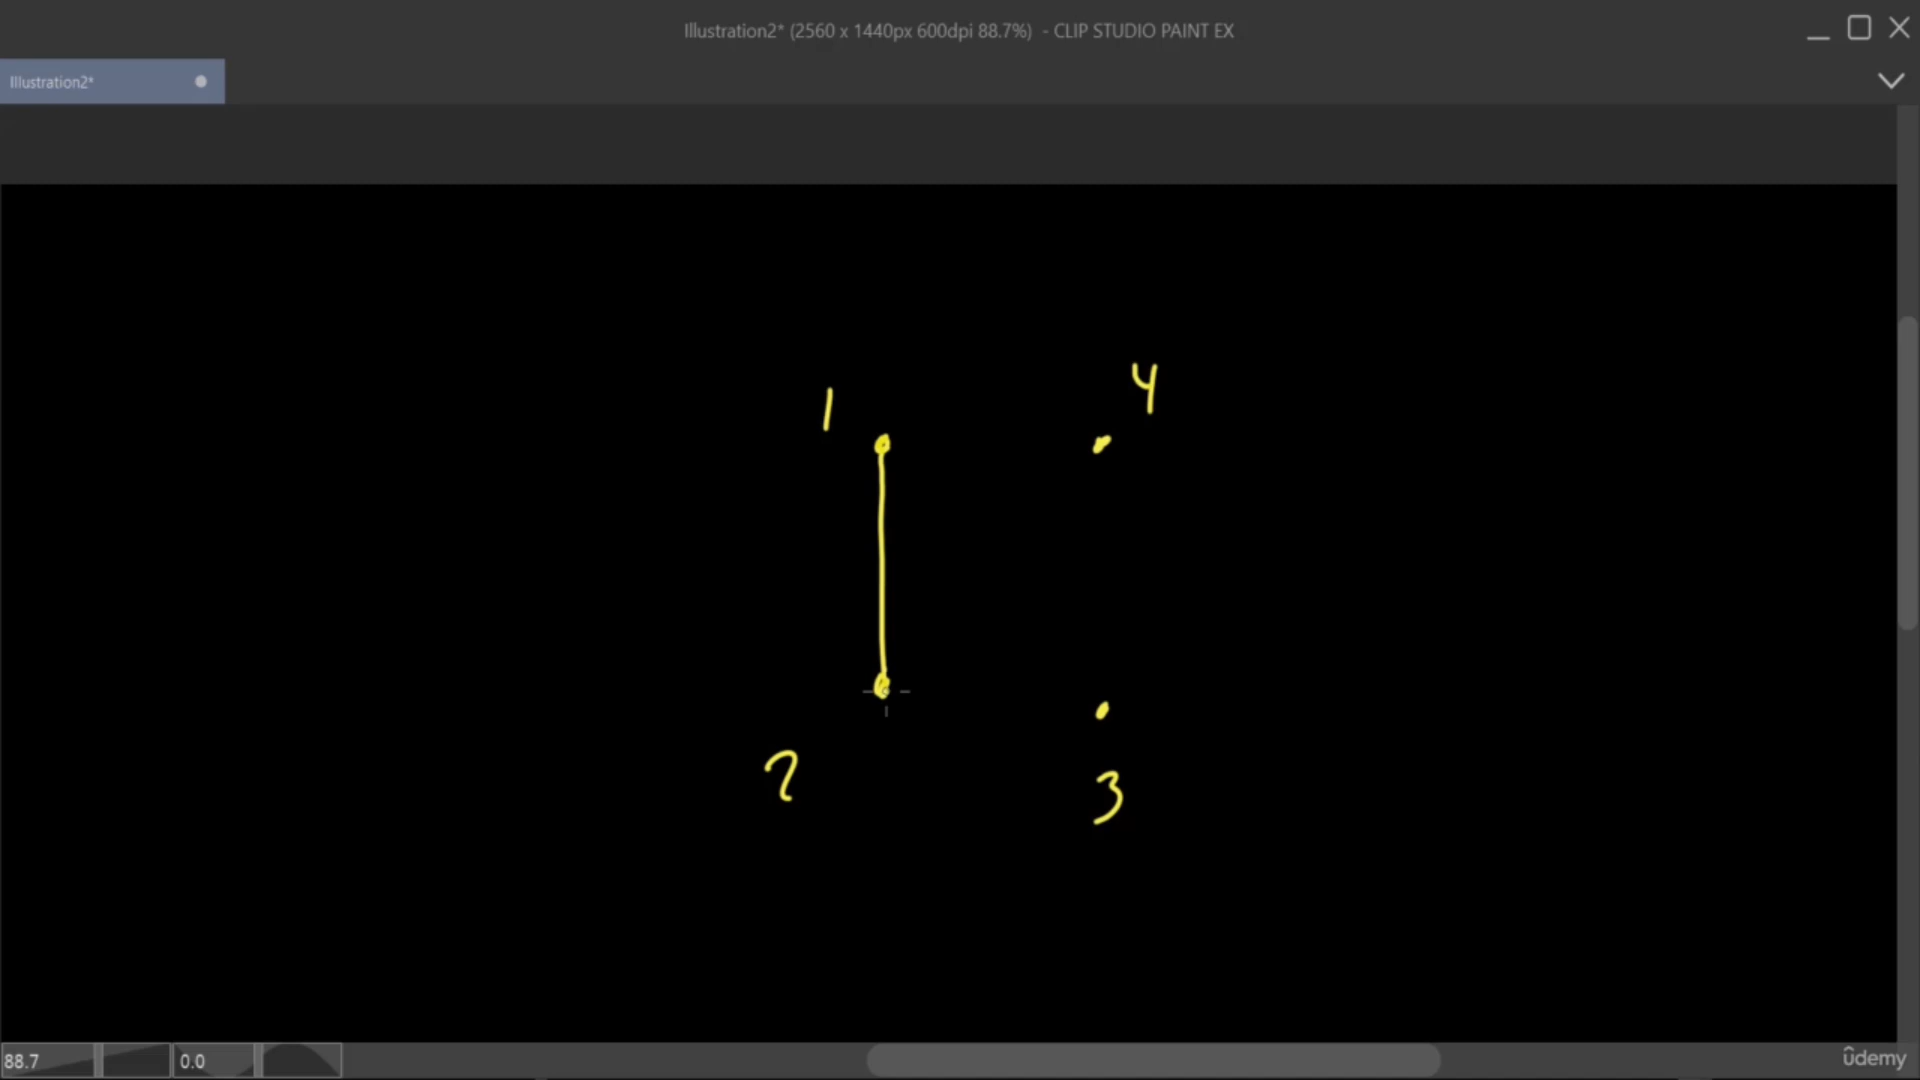 Illustration2* (2560 x 1440px 600dpi 88.7%) - CLIP STUDIO PAINT EX
Illustration2*
1
4
2
3
88.7
0.0
ûdemy